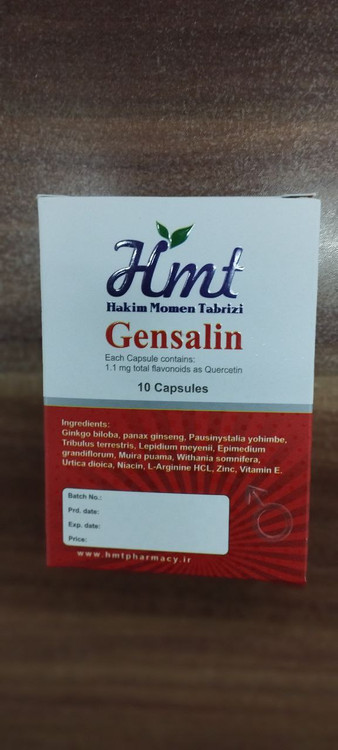 Hmt
Hakim Momen Tabrizi
Gensalin
Each Capsule contains:
1.1 mg total flavonoids as Quercetin
10 Capsules
Ingredients:
Ginkgo biloba, panax ginseng, Pausinystalia yohimbe,
Tribulus terrestris, Lepidium meyenii, Epimedium
grandiflorum, Muira puama, Withania somnifera,
Urtica dioica, Niacin, L-Arginine HCL, Zinc, Vitamin E.
Batch No.:
Prd. date:
Exp. date:
Price:
www.hmtpharmacy.ir